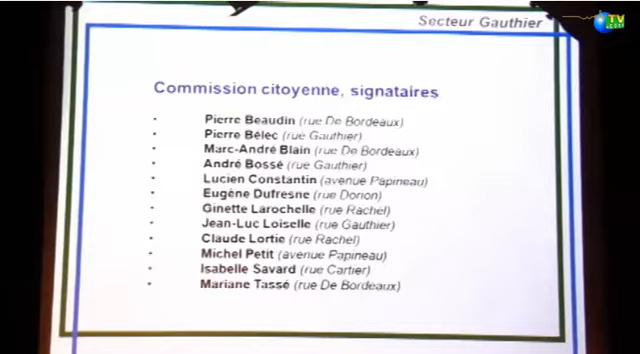 Secteur Gauthier
TV
.com
Commission citoyenne, signataires
• Pierre Beaudin (rue De Bordeaux)
• Pierre Bélec (rue Gauthier)
• Marc-André Blain (rue De Bordeaux)
• André Bossé (rue Gauthier)
• Lucien Constantin (avenue Papineau)
• Eugène Dufresne (rue Dorion)
• Ginette Larochelle (rue Rachel)
• Jean-Luc Loiselle (rue Gauthier)
• Claude Lortie (rue Rachel)
• Michel Petit (avenue Papineau)
• Isabelle Savard (rue Cartier)
• Mariane Tassé (rue De Bordeaux)